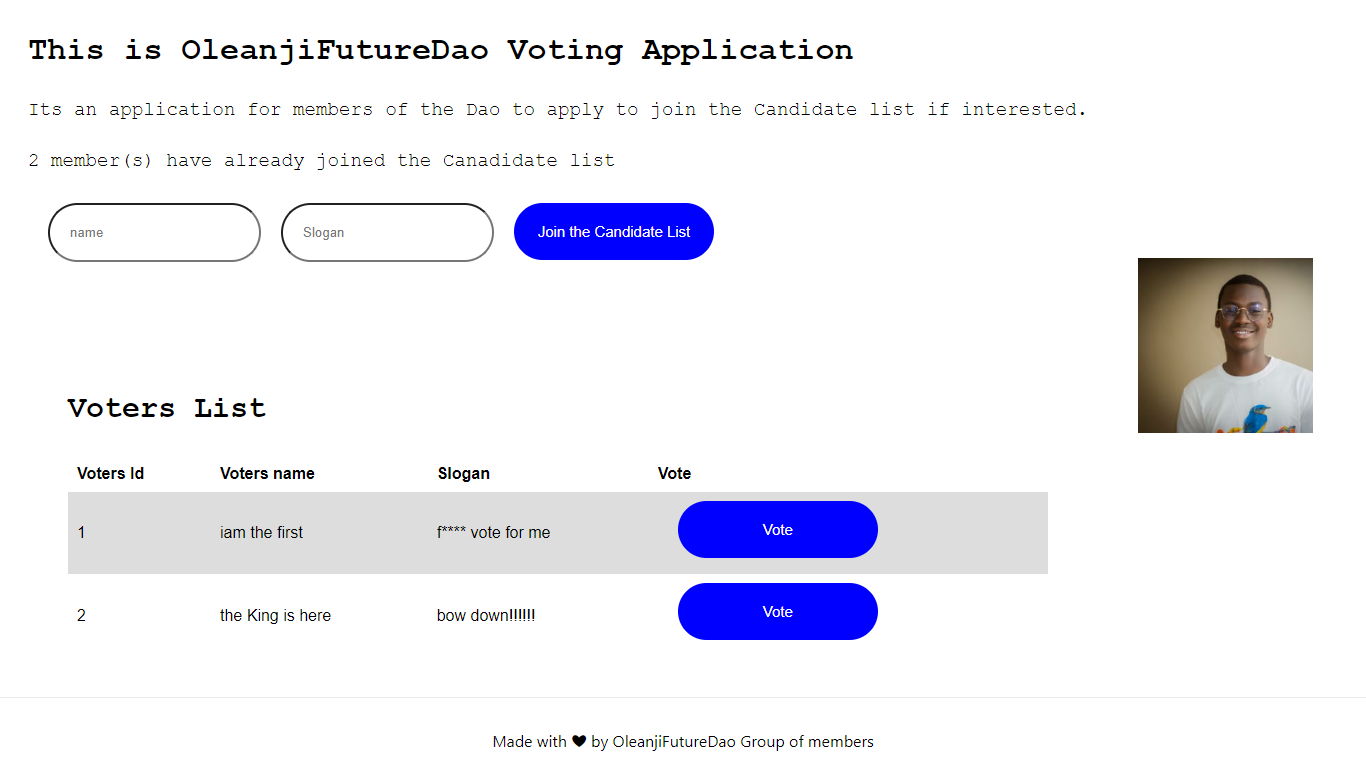 This is OleanjiFutureDao Voting Application
Its an application for members of the Dao to apply to join the Candidate list if interested.
2 member(s) have already joined the Canadidate list
name Slogan Join the Candidate List
Voters List
Voters Id Voters name Slogan Vote
1 iam the first f**** vote for me Vote
2 the King is here bow down!!!!!! Vote
Made with ♥ by OleanjiFutureDao Group of members